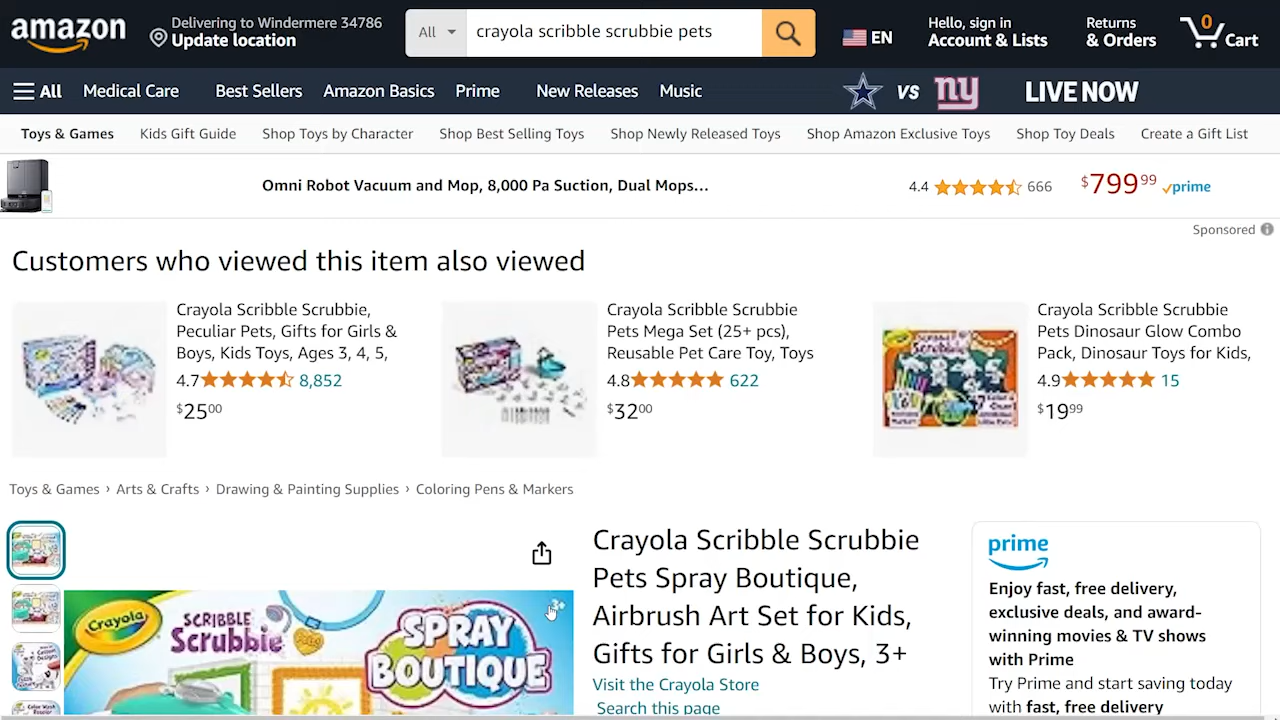 amazon
Delivering to Windermere 34786
Update location
All
crayola scribble scrubbie pets
EN
Hello, sign in
Account & Lists
Returns
& Orders
0
Cart
All
Medical Care
Best Sellers
Amazon Basics
Prime
New Releases
Music
VS
ny
LIVE NOW
Toys & Games
Kids Gift Guide
Shop Toys by Character
Shop Best Selling Toys
Shop Newly Released Toys
Shop Amazon Exclusive Toys
Shop Toy Deals
Create a Gift List
Omni Robot Vacuum and Mop, 8,000 Pa Suction, Dual Mops...
4.4
666
$799 99
prime
Sponsored
Customers who viewed this item also viewed
Crayola Scribble Scrubbie,
Peculiar Pets, Gifts for Girls &
Boys, Kids Toys, Ages 3, 4, 5,
4.7
8,852
$25 00
Crayola Scribble Scrubbie
Pets Mega Set (25+ pcs),
Reusable Pet Care Toy, Toys
4.8
622
$32 00
Crayola Scribble Scrubbie
Pets Dinosaur Glow Combo
Pack, Dinosaur Toys for Kids,
4.9
15
$19 99
Toys & Games › Arts & Crafts › Drawing & Painting Supplies › Coloring Pens & Markers
Crayola
SCRIBBLE
Scrubbie
SPRAY
BOUTIQUE
Crayola Scribble Scrubbie
Pets Spray Boutique,
Airbrush Art Set for Kids,
Gifts for Girls & Boys, 3+
Visit the Crayola Store
Search this page
prime
Enjoy fast, free delivery,
exclusive deals, and award-
winning movies & TV shows
with Prime
Try Prime and start saving today
with fast, free delivery